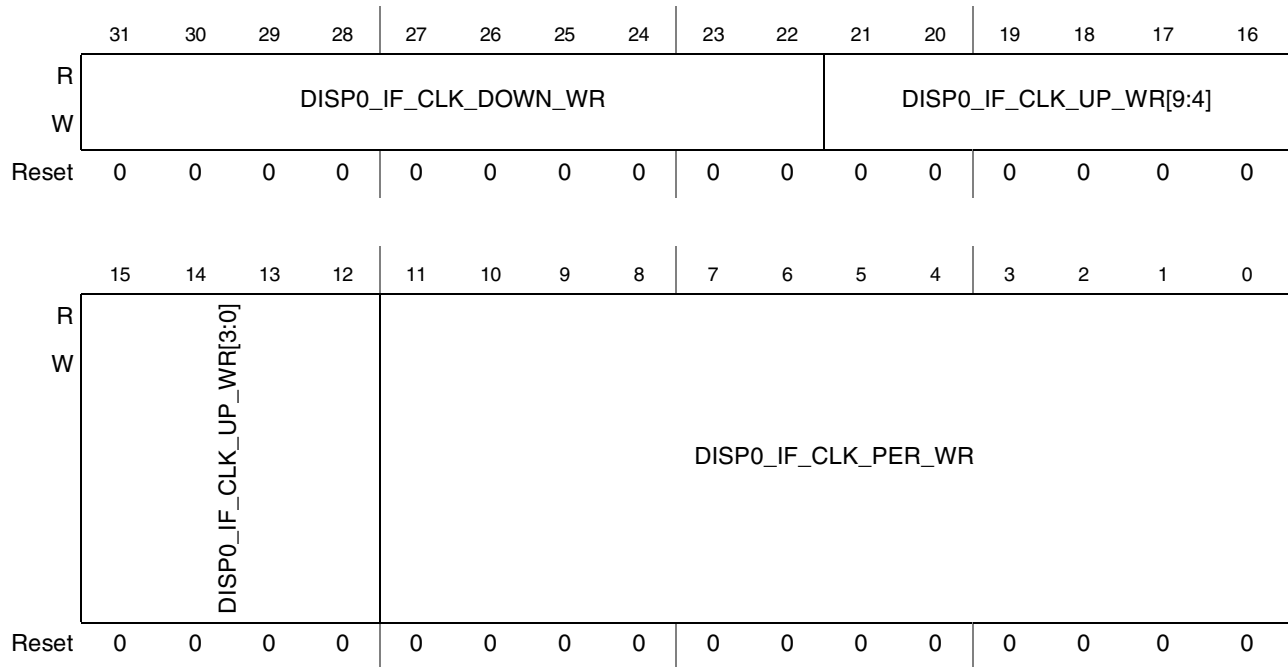 31 30 29 28 27 26 25 24 23 22 21 20 19 18 17 16
R
W
DISP0_IF_CLK_DOWN_WR DISP0_IF_CLK_UP_WR[9:4]
Reset 0 0 0 0 0 0 0 0 0 0 0 0 0 0 0 0
15 14 13 12 11 10 9 8 7 6 5 4 3 2 1 0
R
W
DISP0_IF_CLK_UP_WR[3:0]
DISP0_IF_CLK_PER_WR
Reset 0 0 0 0 0 0 0 0 0 0 0 0 0 0 0 0